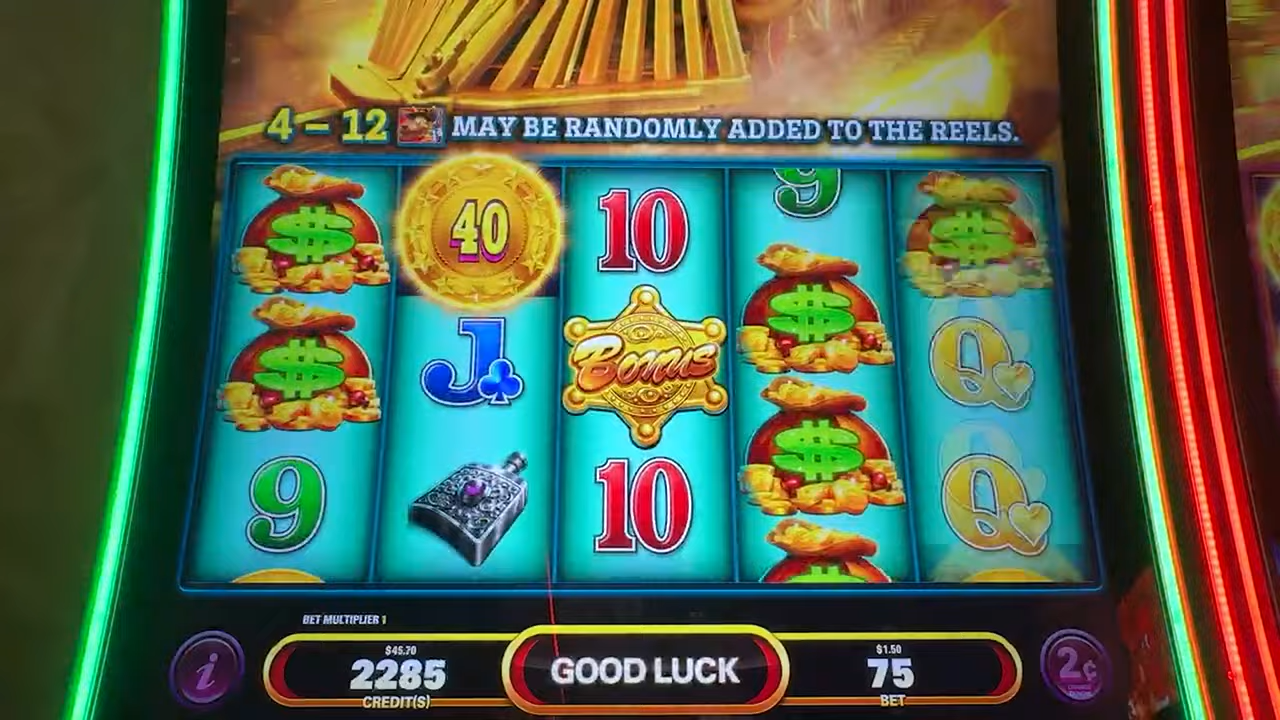 4 – 12 MAY BE RANDOMLY ADDED TO THE REELS.
$ 40 10 9 $
$ J Bonus $ Q
9 10 $ Q
$
BET MULTIPLIER 1
$45.70
2285
CREDIT(S)
GOOD LUCK
$1.50
75
BET
i
2¢